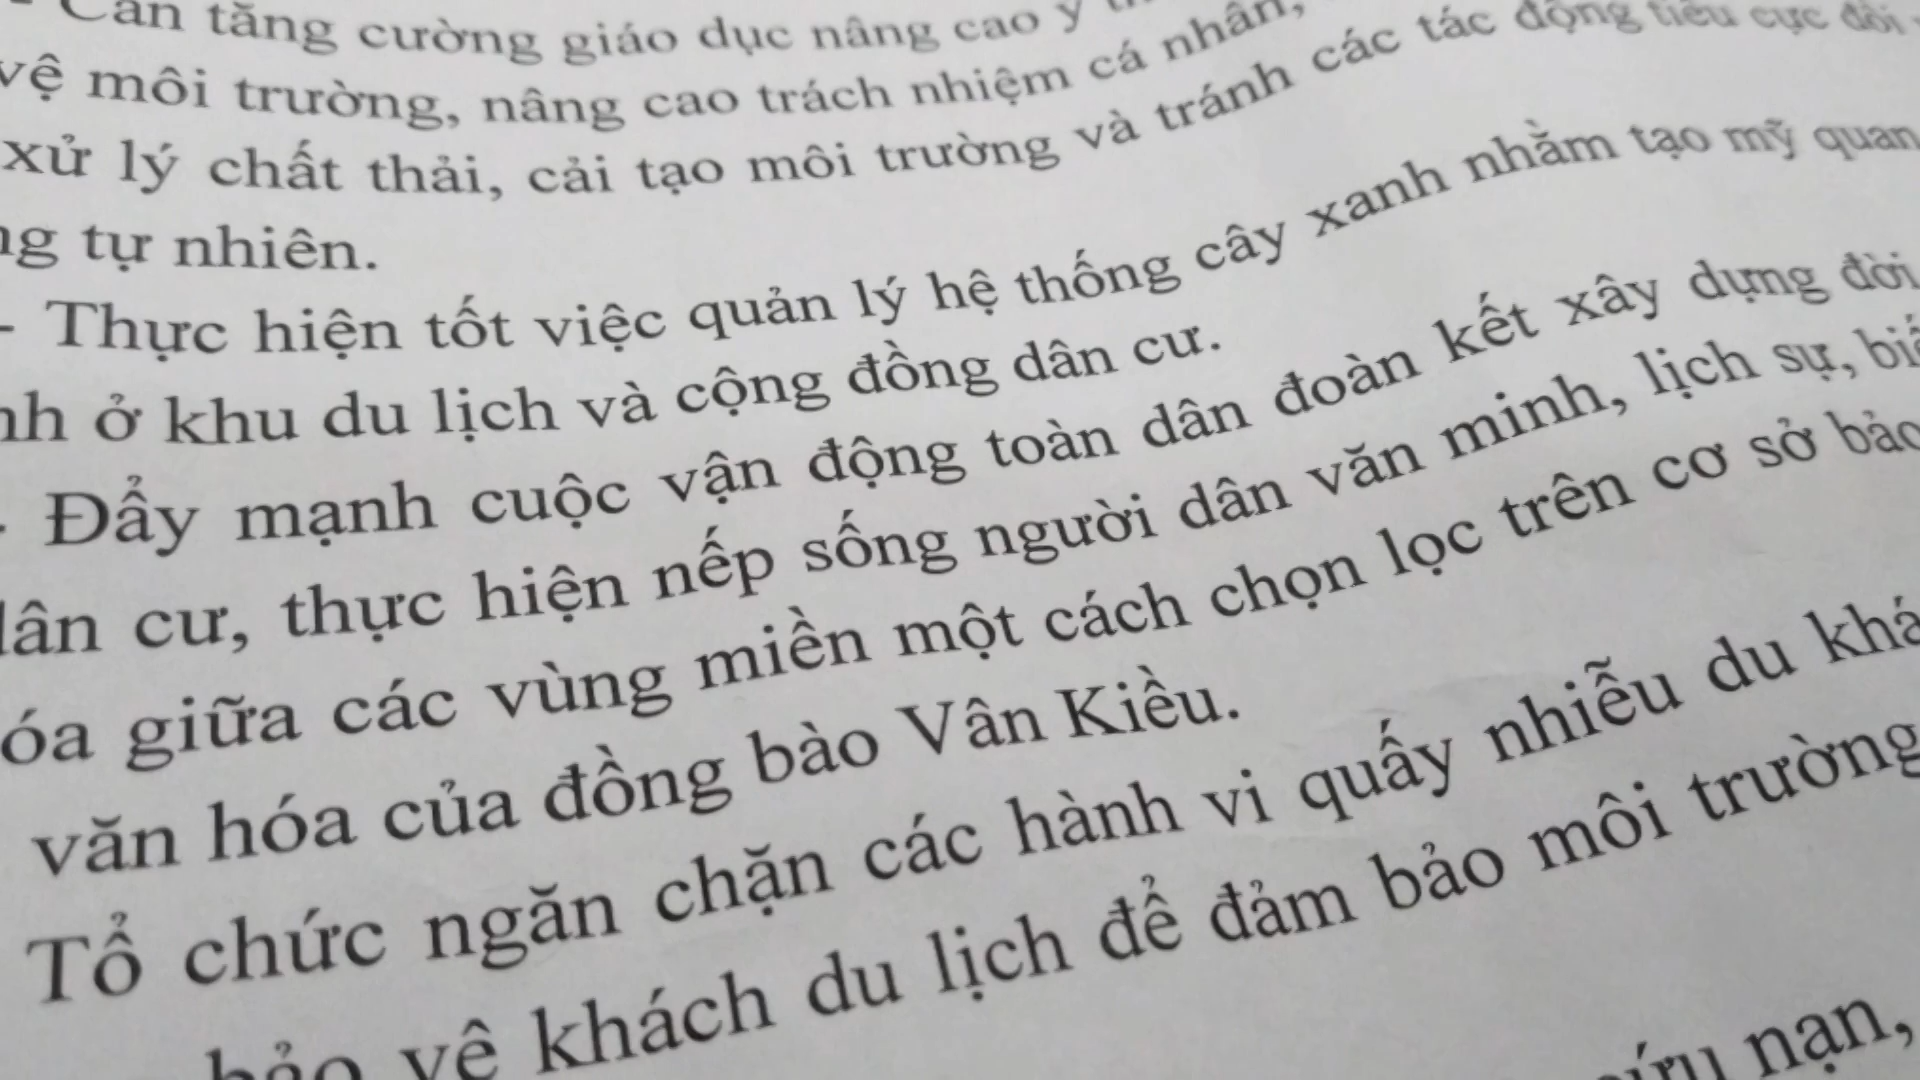 - Cần tăng cường giáo dục nâng cao ý
vệ môi trường, nâng cao trách nhiệm cá nhân,
xử lý chất thải, cải tạo môi trường và tránh các tác động tiêu cực đối
tự nhiên.
- Thực hiện tốt việc quản lý hệ thống cây xanh nhằm tạo mỹ quan
ở khu du lịch và cộng đồng dân cư.
- Đẩy mạnh cuộc vận động toàn dân đoàn kết xây dựng đời
dân cư, thực hiện nếp sống người dân văn minh, lịch sự,
giữa các vùng miền một cách chọn lọc trên cơ sở bảo
văn hóa của đồng bào Vân Kiều.
Tổ chức ngăn chặn các hành vi quấy nhiễu du
bảo vệ khách du lịch để đảm bảo môi trường
nạn,